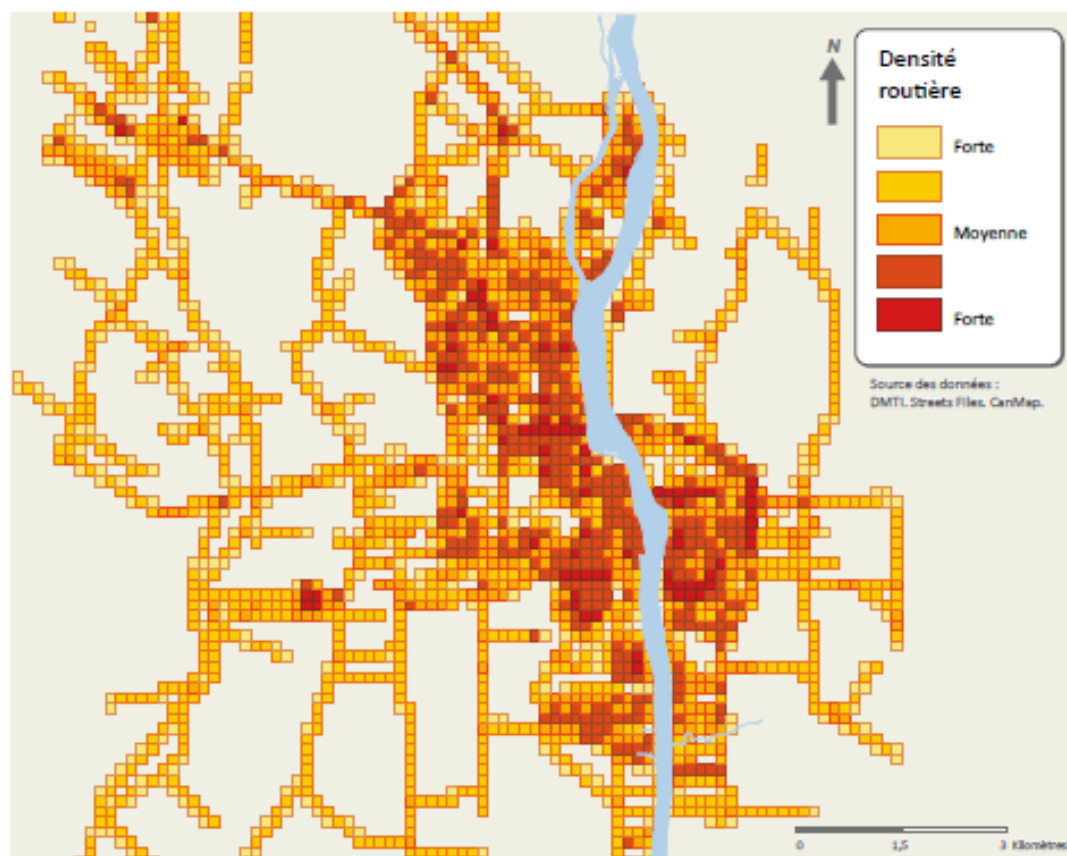 N
Densité
routière
Forte
Moyenne
Forte
Source des données :
DMTI. Streets Files. CanMap.
0 1,5 3 Kilomètres